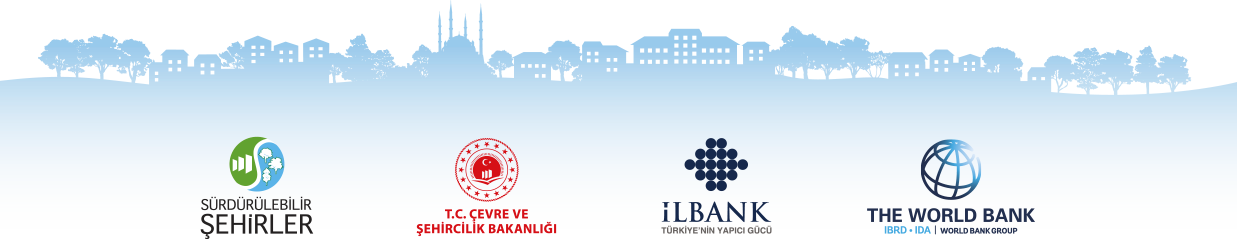 SÜRDÜRÜLEBİLİR
ŞEHİRLER
T.C. ÇEVRE VE
ŞEHİRCİLİK BAKANLIĞI
İLBANK
TÜRKİYE'NİN YAPICI GÜCÜ
THE WORLD BANK
IBRD • IDA | WORLD BANK GROUP